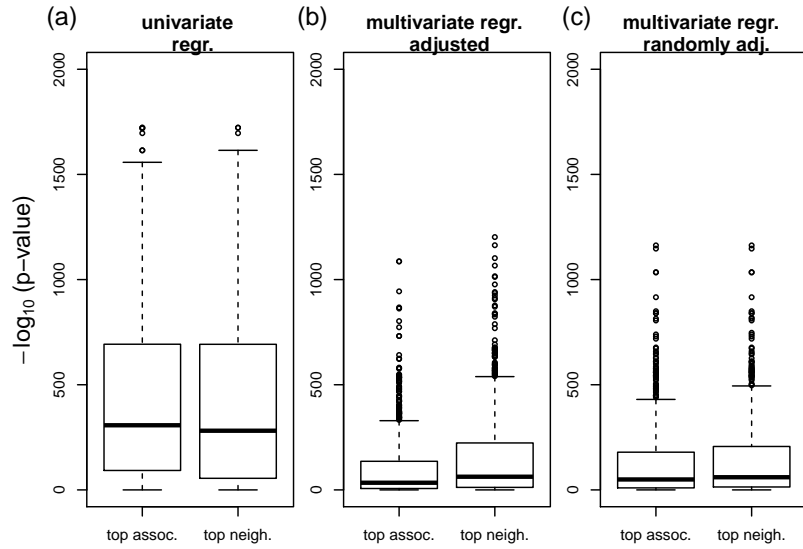 (a)
univariate
regr.
(b)
multivariate regr.
adjusted
(c)
multivariate regr.
randomly adj.
−log10 (p−value)
2000
1500
1000
500
0
top assoc.
top neigh.
2000
1500
1000
500
0
top assoc.
top neigh.
2000
1500
1000
500
0
top assoc.
top neigh.